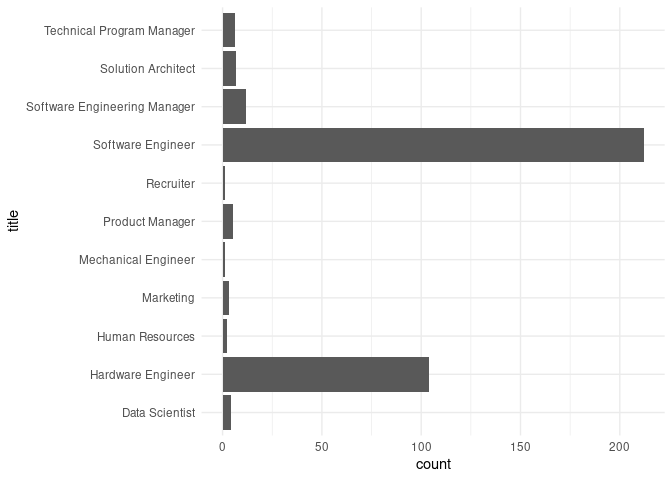 Technical Program Manager
Solution Architect
Software Engineering Manager
Software Engineer
Recruiter
Product Manager
Mechanical Engineer
Marketing
Human Resources
Hardware Engineer
Data Scientist
title
0 50 100 150 200
count